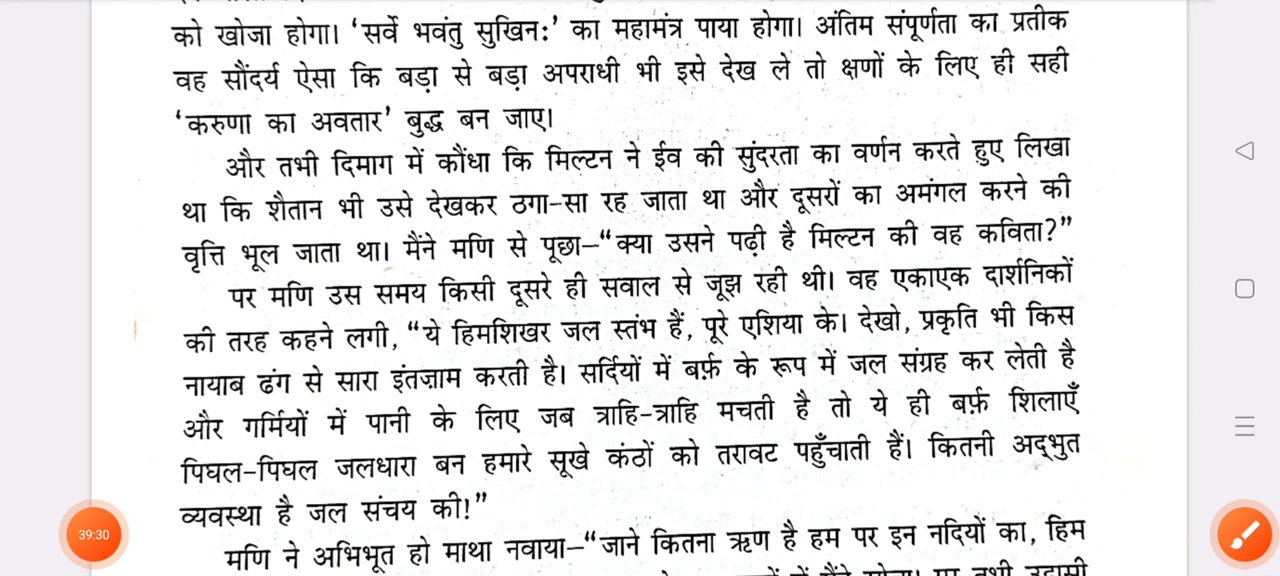 को खोजा होगा। ‘सर्वे भवंतु सुखिनः’ का महामंत्र पाया होगा। अंतिम संपूर्णता का प्रतीक
वह सौंदर्य ऐसा कि बड़ा से बड़ा अपराधी भी इसे देख ले तो क्षणों के लिए ही सही
‘करुणा का अवतार’ बुद्ध बन जाए।
और तभी दिमाग में कौंधा कि मिल्टन ने ईव की सुंदरता का वर्णन करते हुए लिखा
था कि शैतान भी उसे देखकर ठगा-सा रह जाता था और दूसरों का अमंगल करने की
वृत्ति भूल जाता था। मैंने मणि से पूछा–“क्या उसने पढ़ी है मिल्टन की वह कविता?”
पर मणि उस समय किसी दूसरे ही सवाल से जूझ रही थी। वह एकाएक दार्शनिकों
की तरह कहने लगी, “ये हिमशिखर जल स्तंभ हैं, पूरे एशिया के। देखो, प्रकृति भी किस
नायाब ढंग से सारा इंतज़ाम करती है। सर्दियों में बर्फ़ के रूप में जल संग्रह कर लेती है
और गर्मियों में पानी के लिए जब त्राहि-त्राहि मचती है तो ये ही बर्फ़ शिलाएँ
पिघल-पिघल जलधारा बन हमारे सूखे कंठों को तरावट पहुँचाती हैं। कितनी अद्भुत
व्यवस्था है जल संचय की!”
मणि ने अभिभूत हो माथा नवाया–“जाने कितना ऋण है हम पर इन नदियों का, हिम
39:30